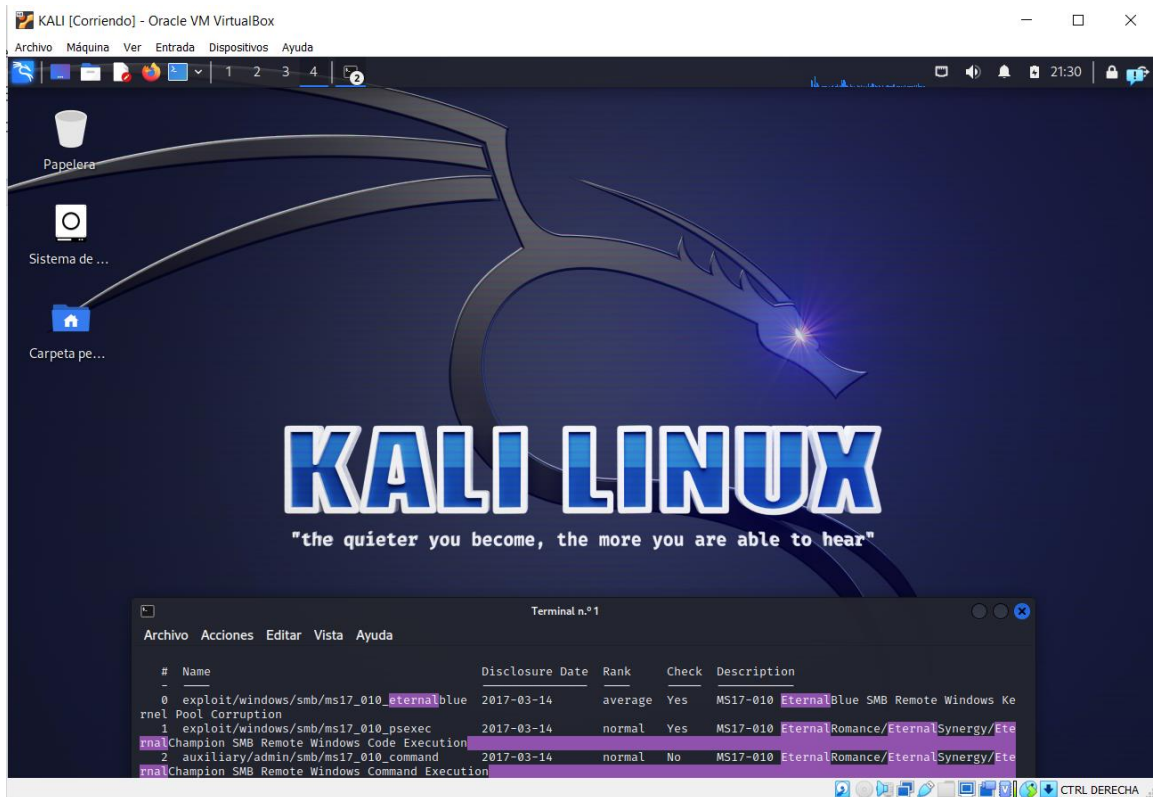 KALI [Corriendo] - Oracle VM VirtualBox
Archivo Máquina Ver Entrada Dispositivos Ayuda
1 2 3 4 2 21:30
Papelera
Sistema de ...
Carpeta pe...
KALI LINUX
"the quieter you become, the more you are able to hear"
Terminal n.º 1
Archivo Acciones Editar Vista Ayuda
# Name Disclosure Date Rank Check Description
- ---- --------------- ---- ----- -----------
0 exploit/windows/smb/ms17_010_eternalblue 2017-03-14 average Yes MS17-010 EternalBlue SMB Remote Windows Ke
rnel Pool Corruption
1 exploit/windows/smb/ms17_010_psexec 2017-03-14 normal Yes MS17-010 EternalRomance/EternalSynergy/Ete
rnalChampion SMB Remote Windows Code Execution
2 auxiliary/admin/smb/ms17_010_command 2017-03-14 normal No MS17-010 EternalRomance/EternalSynergy/Ete
rnalChampion SMB Remote Windows Command Execution
CTRL DERECHA